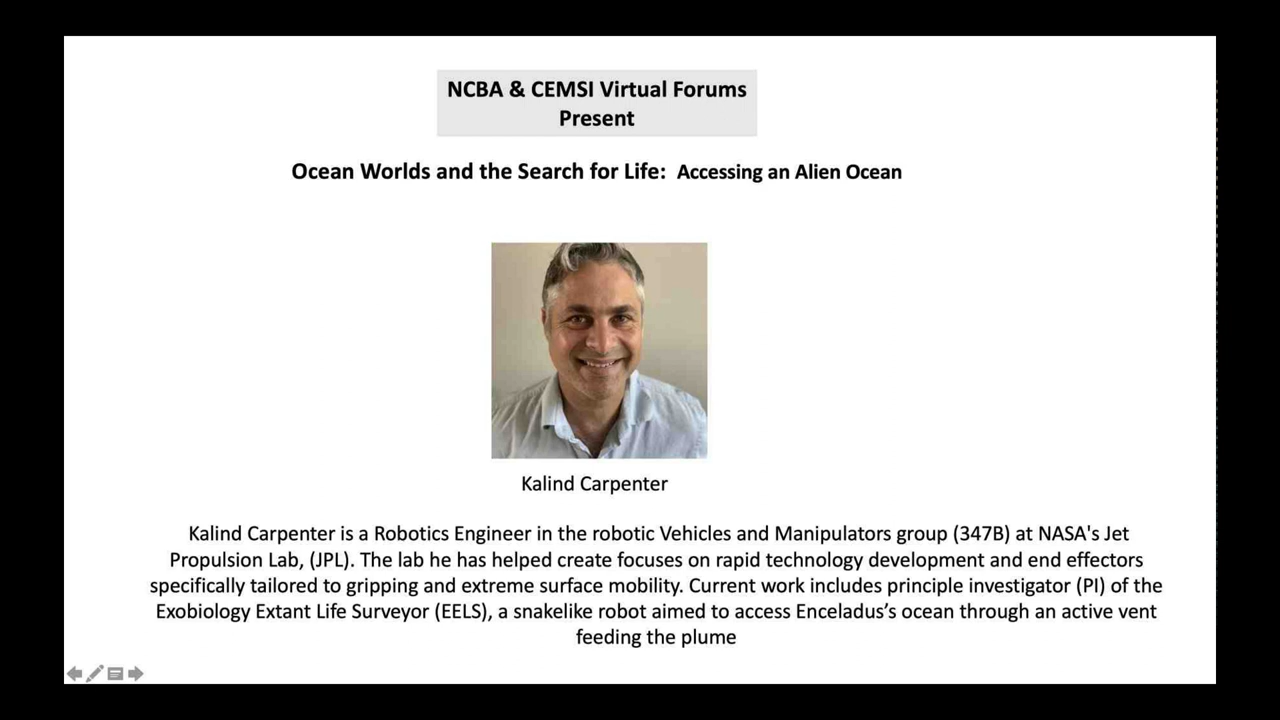 NCBA & CEMSI Virtual Forums
Present
Ocean Worlds and the Search for Life: Accessing an Alien Ocean
Kalind Carpenter
Kalind Carpenter is a Robotics Engineer in the robotic Vehicles and Manipulators group (347B) at NASA's Jet
Propulsion Lab, (JPL). The lab he has helped create focuses on rapid technology development and end effectors
specifically tailored to gripping and extreme surface mobility. Current work includes principle investigator (PI) of the
Exobiology Extant Life Surveyor (EELS), a snakelike robot aimed to access Enceladus’s ocean through an active vent
feeding the plume